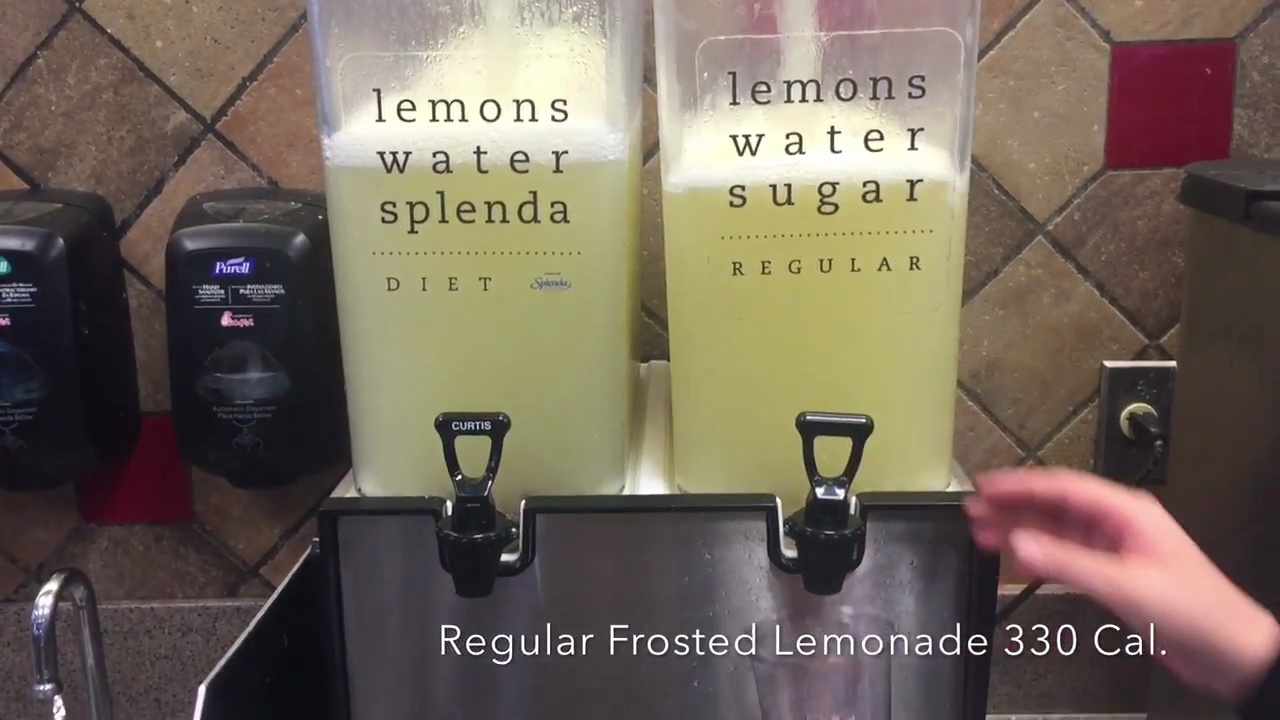 lemons
water
splenda
DIET
Splenda
lemons
water
sugar
REGULAR
Purell
CURTIS
Regular Frosted Lemonade 330 Cal.